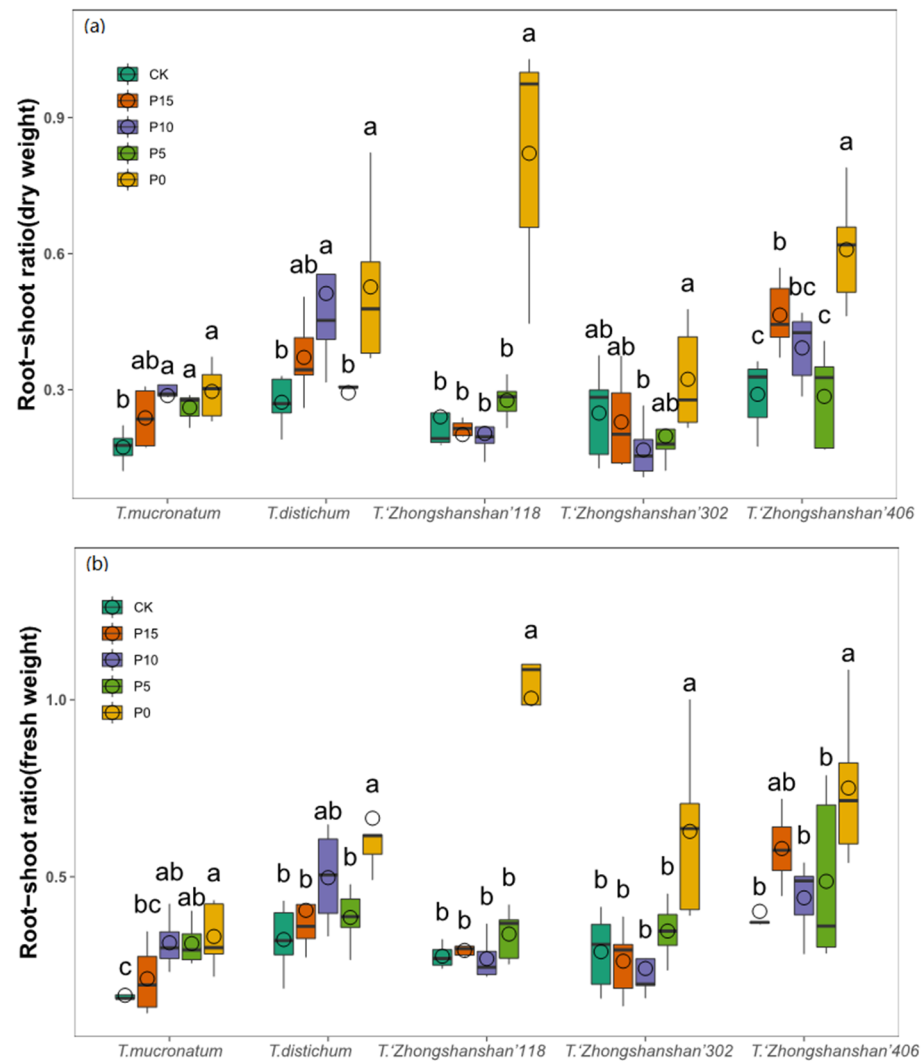 (a)
CK
P15
P10
P5
P0
Root−shoot ratio(dry weight)
0.9
0.6
0.3
b ab a a a
b ab a b a
b b b b a
ab ab b ab a
c b bc c a
T.mucronatum T.distichum T.‘Zhongshanshan’118 T.‘Zhongshanshan’302 T.‘Zhongshanshan’406
(b)
CK
P15
P10
P5
P0
Root−shoot ratio(fresh weight)
1.0
0.5
c bc ab ab a
b b ab b a
b b b b a
b b b b a
b ab b b a
T.mucronatum T.distichum T.‘Zhongshanshan’118 T.‘Zhongshanshan’302 T.‘Zhongshanshan’406